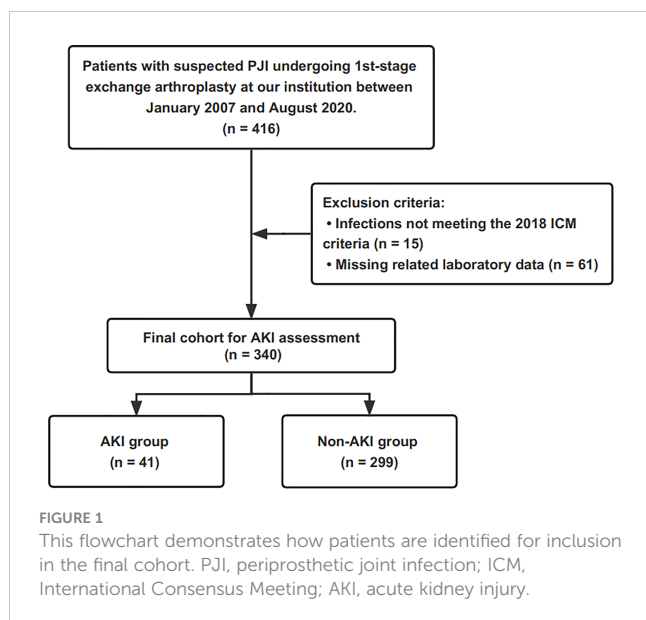 Patients with suspected PJI undergoing 1st-stage
exchange arthroplasty at our institution between
January 2007 and August 2020.
(n = 416)
Exclusion criteria:
• Infections not meeting the 2018 ICM
criteria (n = 15)
• Missing related laboratory data (n = 61)
Final cohort for AKI assessment
(n = 340)
AKI group
(n = 41)
Non-AKI group
(n = 299)
FIGURE 1
This flowchart demonstrates how patients are identified for inclusion
in the final cohort. PJI, periprosthetic joint infection; ICM,
International Consensus Meeting; AKI, acute kidney injury.